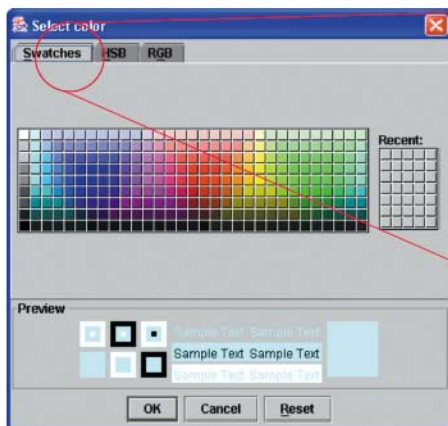 Select color
Swatches HSB RGB
Recent:
Preview
Sample Text Sample Text
Sample Text Sample Text
Sample Text Sample Text
OK Cancel Reset